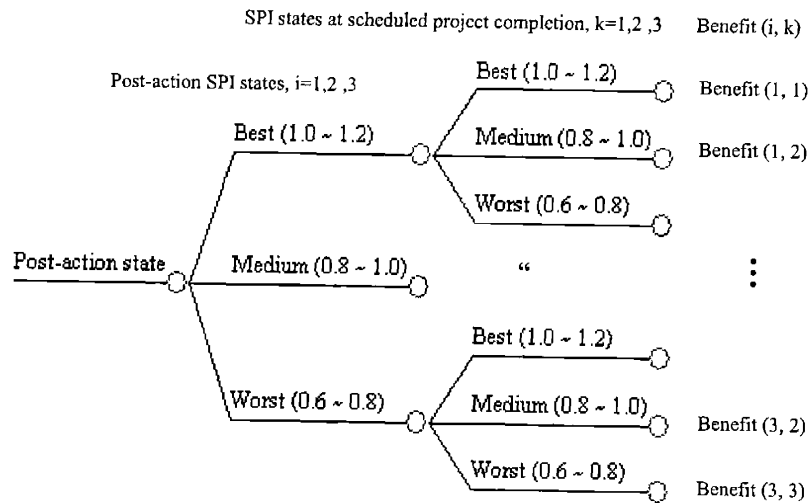 SPI states at scheduled project completion, k=1,2 ,3 Benefit (i, k)
Post-action SPI states, i=1,2 ,3
Best (1.0 ~ 1.2) Benefit (1, 1)
Best (1.0 ~ 1.2) Medium (0.8 ~ 1.0) Benefit (1, 2)
Worst (0.6 ~ 0.8)
Post-action state Medium (0.8 ~ 1.0) “ ⋮
Best (1.0 ~ 1.2)
Worst (0.6 ~ 0.8) Medium (0.8 ~ 1.0) Benefit (3, 2)
Worst (0.6 ~ 0.8) Benefit (3, 3)